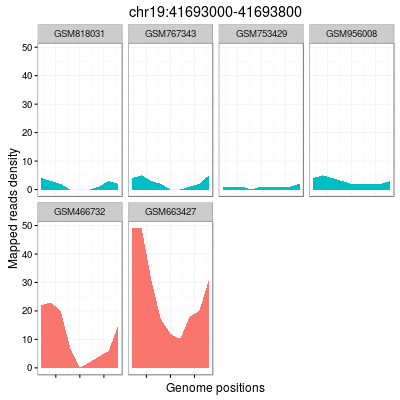 chr19:41693000-41693800
GSM818031 GSM767343 GSM753429 GSM956008
50
40
30
20
10
0
Mapped reads density
GSM466732 GSM663427
50
40
30
20
10
0
Genome positions